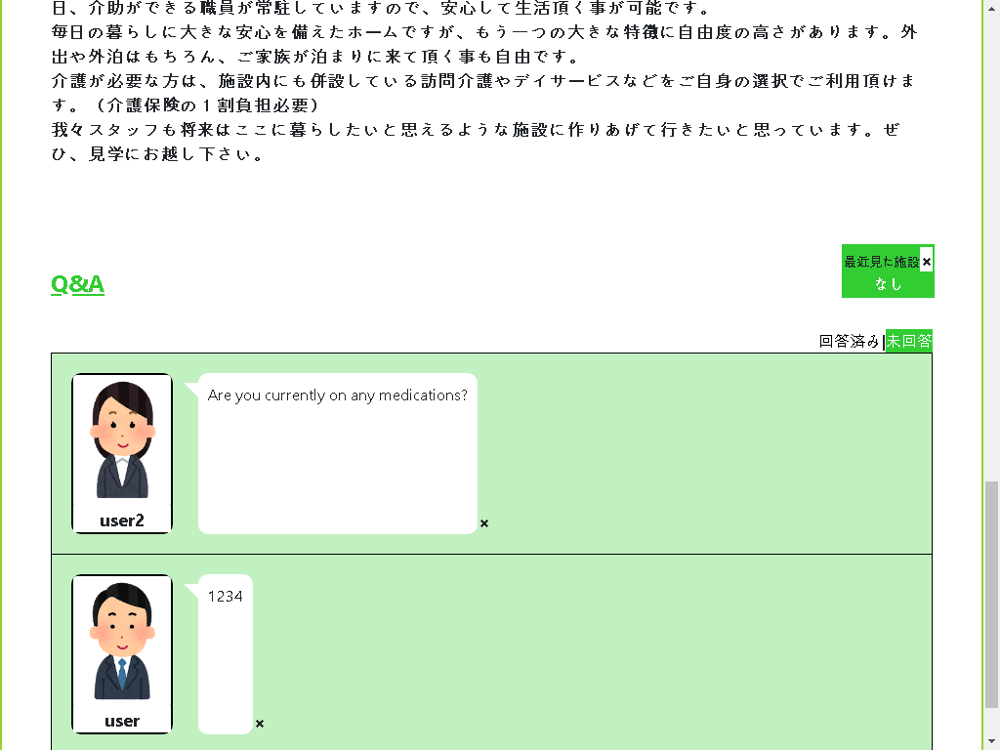 日、介助ができる職員が常駐していますので、安心して生活頂く事が可能です。
毎日の暮らしに大きな安心を備えたホームですが、もう一つの大きな特徴に自由度の高さがあります。外
出や外泊はもちろん、ご家族が泊まりに来て頂く事も自由です。
介護が必要な方は、施設内にも併設している訪問介護やデイサービスなどをご自身の選択でご利用頂けま
す。（介護保険の１割負担必要）
我々スタッフも将来はここに暮らしたいと思えるような施設に作りあげて行きたいと思っています。ぜ
ひ、見学にお越し下さい。
最近見た施設×
なし
Q&A
回答済み|未回答
Are you currently on any medications?
user2
×
1234
user
×